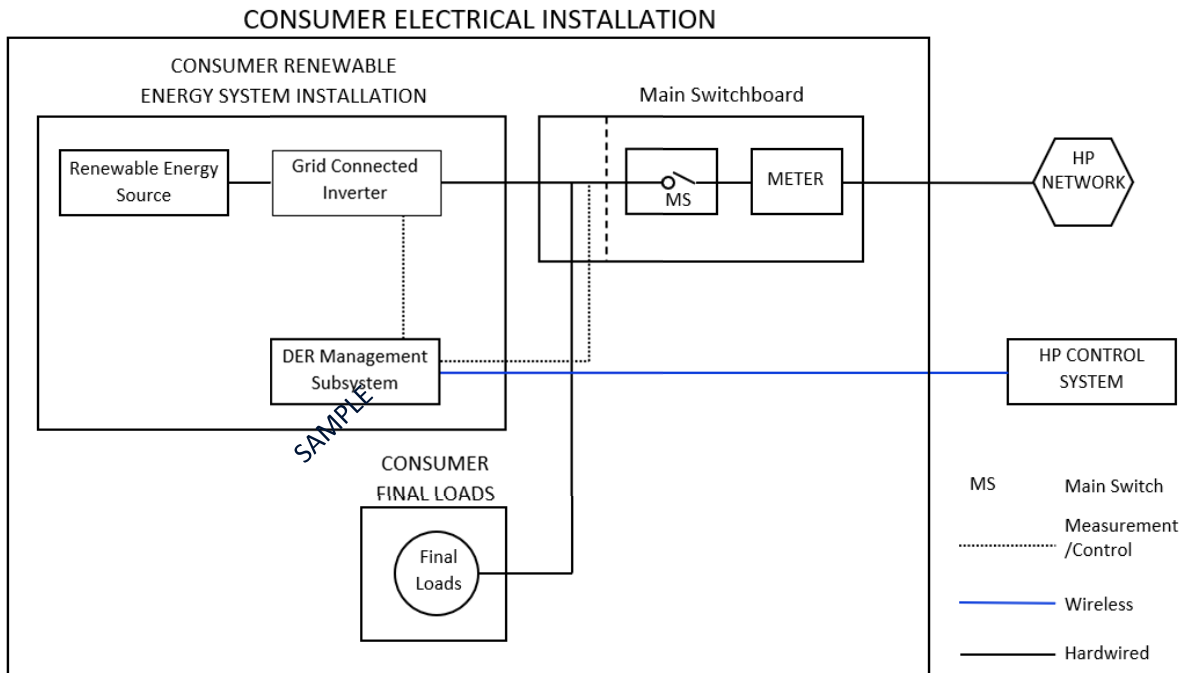 CONSUMER ELECTRICAL INSTALLATION
CONSUMER RENEWABLE
ENERGY SYSTEM INSTALLATION
Main Switchboard
Renewable Energy
Source
Grid Connected
Inverter
MS
METER
HP
NETWORK
DER Management
Subsystem
SAMPLE
HP CONTROL
SYSTEM
CONSUMER
FINAL LOADS
Final
Loads
MS
Main Switch
Measurement
/Control
Wireless
Hardwired